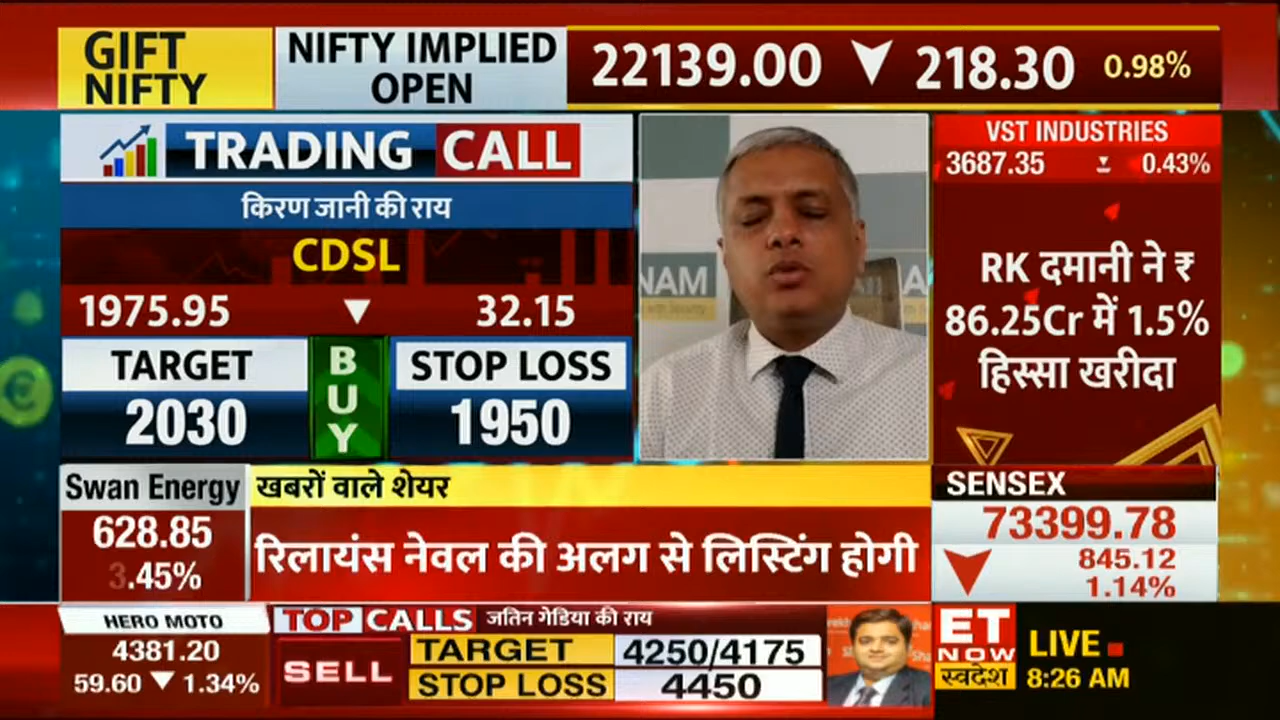 GIFT
NIFTY
NIFTY IMPLIED
OPEN
22139.00 ▼ 218.30 0.98%
TRADING CALL
किरण जानी की राय
CDSL
1975.95 ▼ 32.15
TARGET
2030
BUY
STOP LOSS
1950
NAM
A
VST INDUSTRIES
3687.35 0.43%
RK दमानी ने ₹
86.25Cr में 1.5%
हिस्सा खरीदा
Swan Energy
628.85
3.45%
खबरों वाले शेयर
रिलायंस नेवल की अलग से लिस्टिंग होगी
SENSEX
73399.78
845.12
1.14%
HERO MOTO
4381.20
59.60 ▼ 1.34%
TOP CALLS जतिन गेडिया की राय
SELL
TARGET 4250/4175
STOP LOSS 4450
ET
NOW
स्वदेश
LIVE
8:26 AM